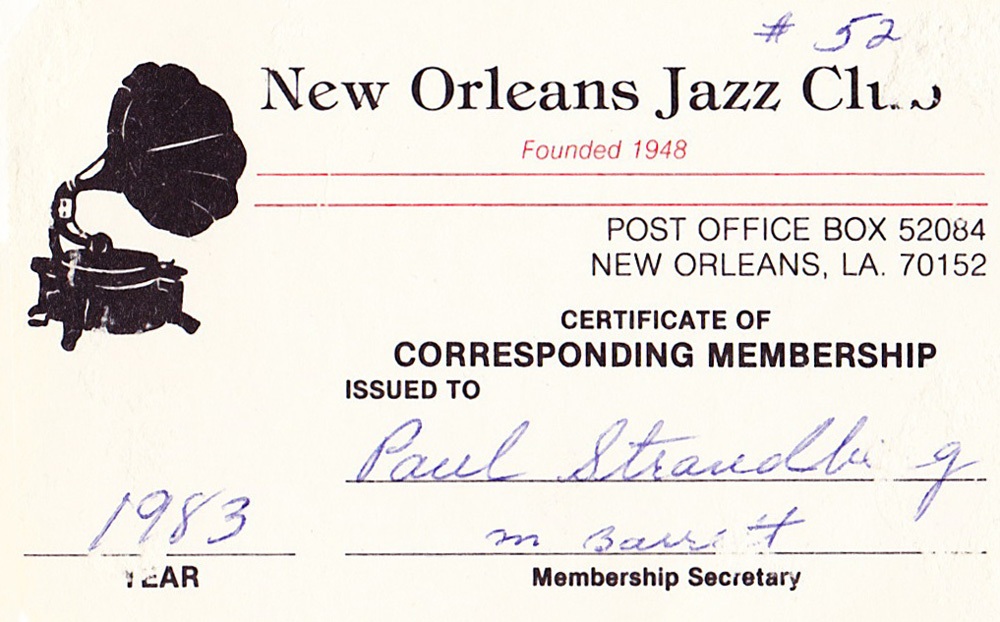 # 52
New Orleans Jazz Club
Founded 1948
POST OFFICE BOX 52084
NEW ORLEANS, LA. 70152
CERTIFICATE OF
CORRESPONDING MEMBERSHIP
ISSUED TO
Paul Strandberg
1983
m Barrett
YEAR
Membership Secretary